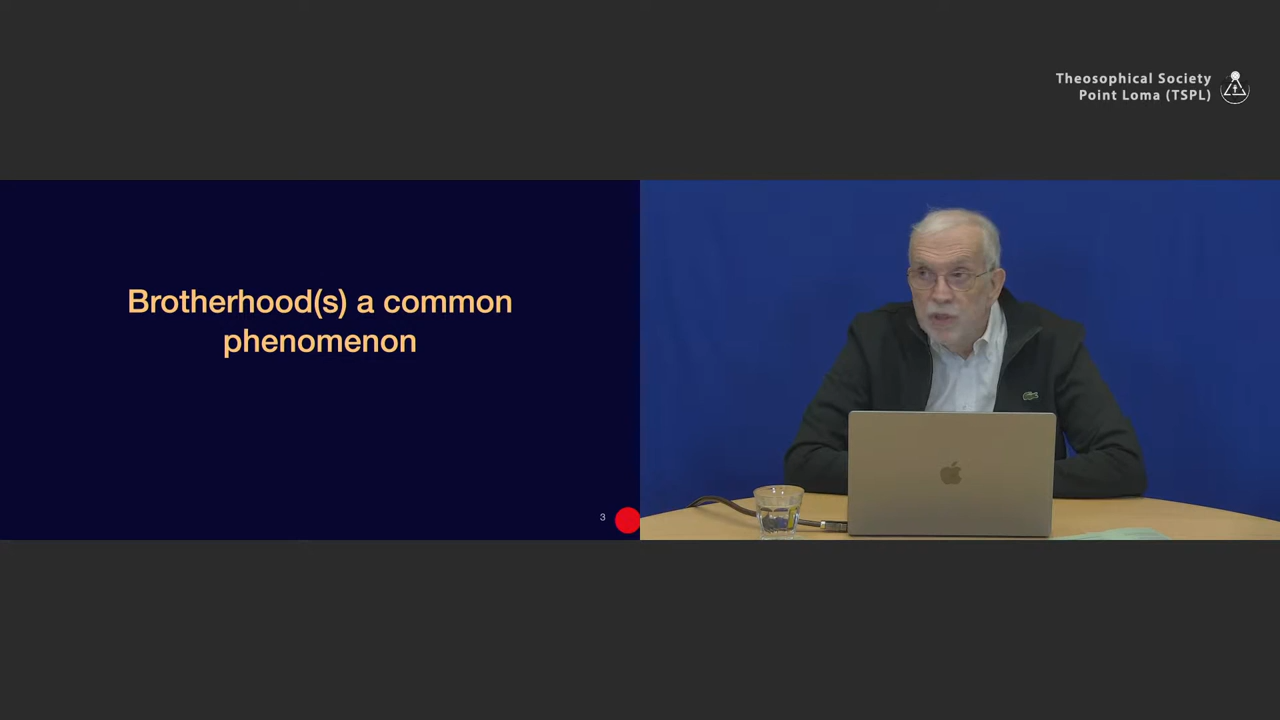 Theosophical Society
Point Loma (TSPL)
Brotherhood(s) a common
phenomenon
3